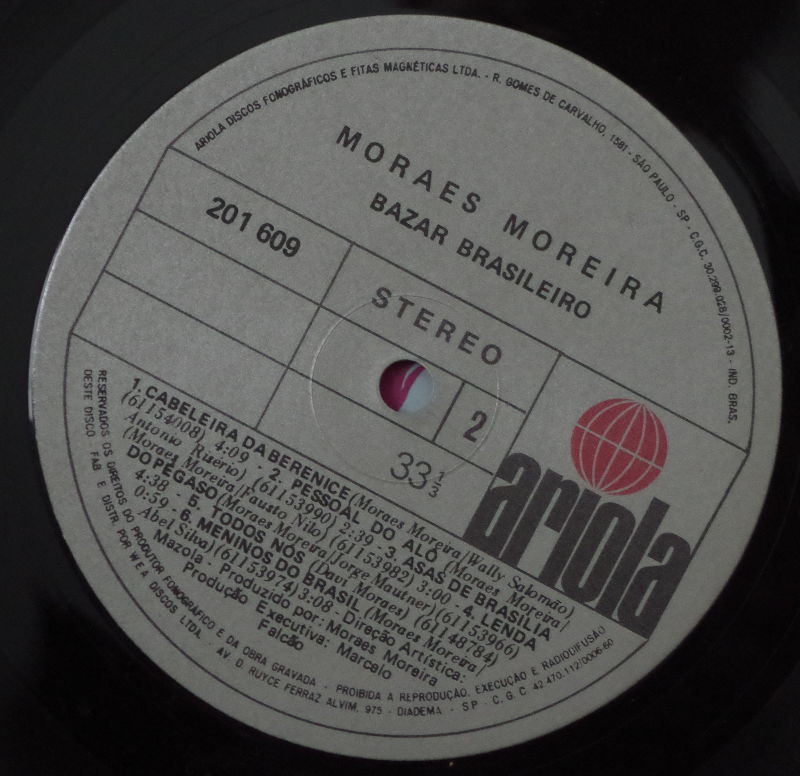 ARIOLA DISCOS FONOGRÁFICOS E FITAS MAGNÉTICAS LTDA. - R. GOMES DE CARVALHO, 1581 - SÃO PAULO - SP - C.G.C. 30.299.028/0002-13 - IND. BRAS.
MORAES MOREIRA
BAZAR BRASILEIRO
201 609
STEREO
2
33 1/3
ariola
1. CABELEIRA DA BERENICE (Moraes Moreira/Wally Salomão)
(61154008) 4:09 - 2. PESSOAL DO ALÔ (Moraes Moreira/
Antonio Risério) (61153990) 2:39 - 3. ASAS DE BRASÍLIA
(Moraes Moreira/Fausto Nilo) (61153982) 3:00 - 4. LENDA
DO PÉGASO (Moraes Moreira/Jorge Mautner) (61153966)
4:38 - 5. TODOS NÓS (Davi Moraes) (61148784)
0:59 - 6. MENINOS DO BRASIL (Moraes Moreira/
Abel Silva) (61153974) 3:08 - Direção Artística:
Mazola - Produzido por: Moraes Moreira
Produção Executiva: Marcelo
Falcão
RESERVADOS OS DIREITOS DO PRODUTOR FONOGRÁFICO E DA OBRA GRAVADA - PROIBIDA A REPRODUÇÃO, EXECUÇÃO E RADIODIFUSÃO
DESTE DISCO - FAB. E DISTR. POR WEA DISCOS LTDA. - AV. D. RUYCE FERRAZ ALVIM, 975 - DIADEMA - SP - C.G.C. 42.470.112/0006-60